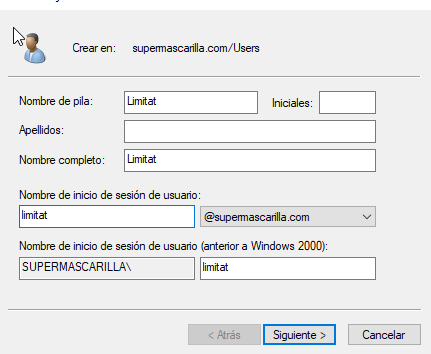 Crear en: supermascarilla.com/Users
Nombre de pila: Limitat Iniciales:
Apellidos:
Nombre completo: Limitat
Nombre de inicio de sesión de usuario:
limitat @supermascarilla.com
Nombre de inicio de sesión de usuario (anterior a Windows 2000):
SUPERMASCARILLA\ limitat
< Atrás Siguiente > Cancelar